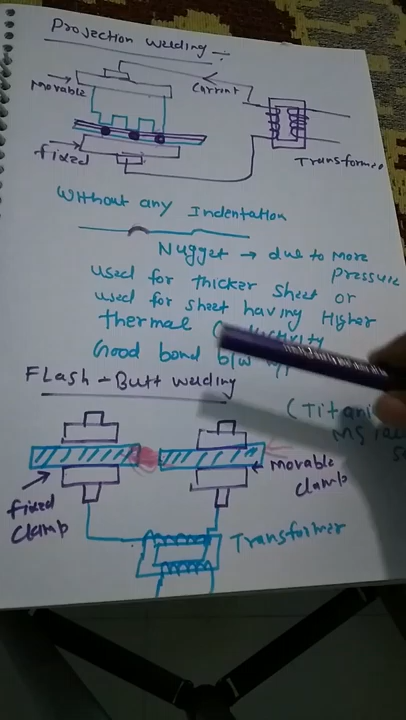 Projection Welding :-
Movable
Current
fixed
Transformer
Without any Indentation
Nugget → due to More
pressure
used for thicker sheet or
used for sheet having Higher
thermal
Good bond b/w
FLash - Butt welding
(Titani
MS
fixed
clamp
Movable
clamp
Transformer